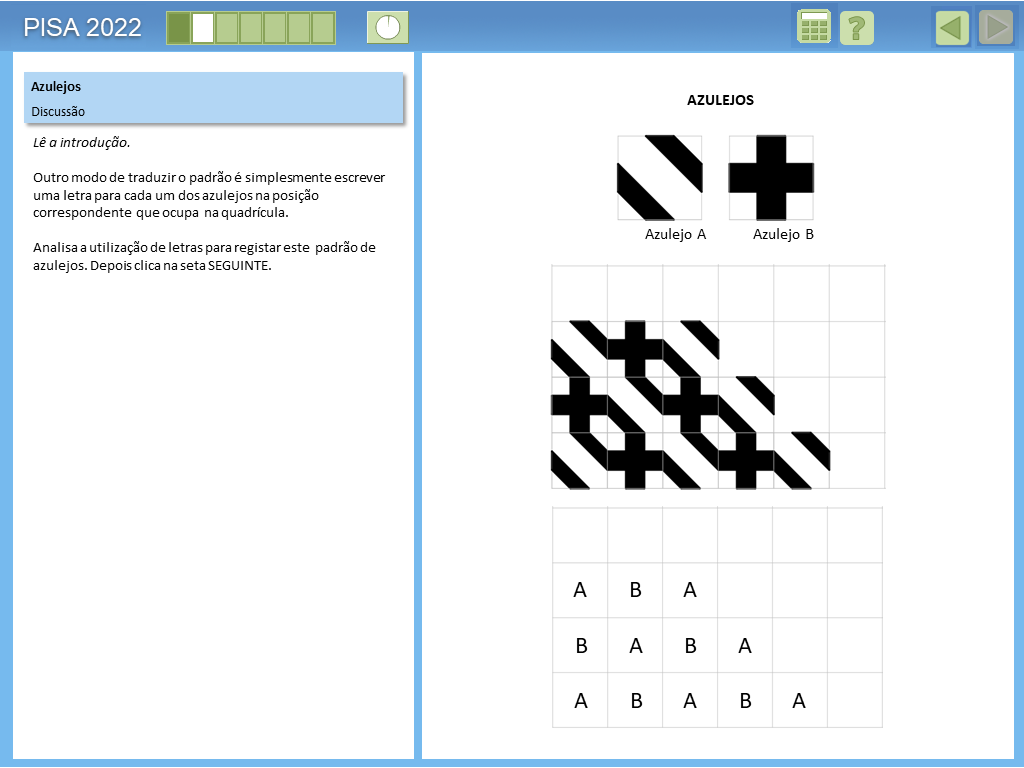 PISA 2022
?
Azulejos
Discussão
Lê a introdução.
Outro modo de traduzir o padrão é simplesmente escrever
uma letra para cada um dos azulejos na posição
correspondente que ocupa na quadrícula.
Analisa a utilização de letras para registar este padrão de
azulejos. Depois clica na seta SEGUINTE.
AZULEJOS
Azulejo A
Azulejo B
A B A
B A B A
A B A B A